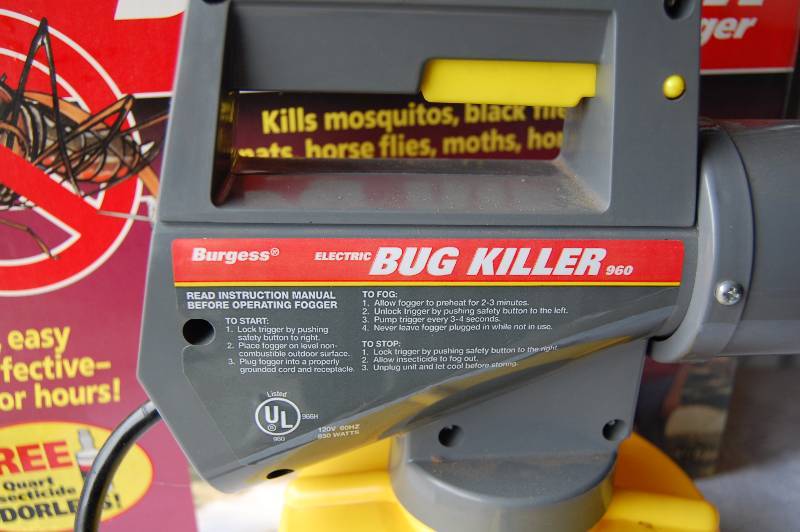 ger
Kills mosquitos, black flie
nats, horse flies, moths, hor
Burgess® ELECTRIC BUG KILLER 960
READ INSTRUCTION MANUAL
BEFORE OPERATING FOGGER
TO START:
1. Lock trigger by pushing
safety button to right.
2. Place fogger on level non-
combustible outdoor surface.
3. Plug fogger into a properly
grounded cord and receptacle.
TO FOG:
1. Allow fogger to preheat for 2-3 minutes.
2. Unlock trigger by pushing safety button to the left.
3. Pump trigger every 3-4 seconds.
4. Never leave fogger plugged in while not in use.
TO STOP:
1. Lock trigger by pushing safety button to the right.
2. Allow insecticide to fog out.
3. Unplug unit and let cool before storing.
Listed
UL ®
966H
960
120V 60HZ
850 WATTS
, easy
fective–
or hours!
FREE
Quart
nsecticide
ODORLESS!